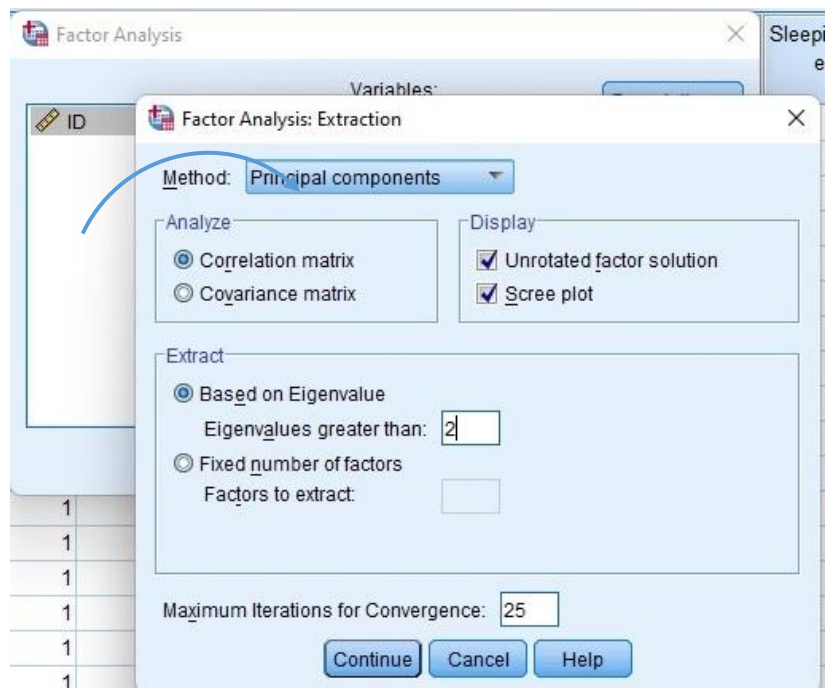 Factor Analysis
Sleepi
e
Variables:
ID
Factor Analysis: Extraction
Method: Principal components
Analyze
Correlation matrix
Covariance matrix
Display
Unrotated factor solution
Scree plot
Extract
Based on Eigenvalue
Eigenvalues greater than: 2
Fixed number of factors
Factors to extract:
Maximum Iterations for Convergence: 25
Continue Cancel Help
1
1
1
1
1
1